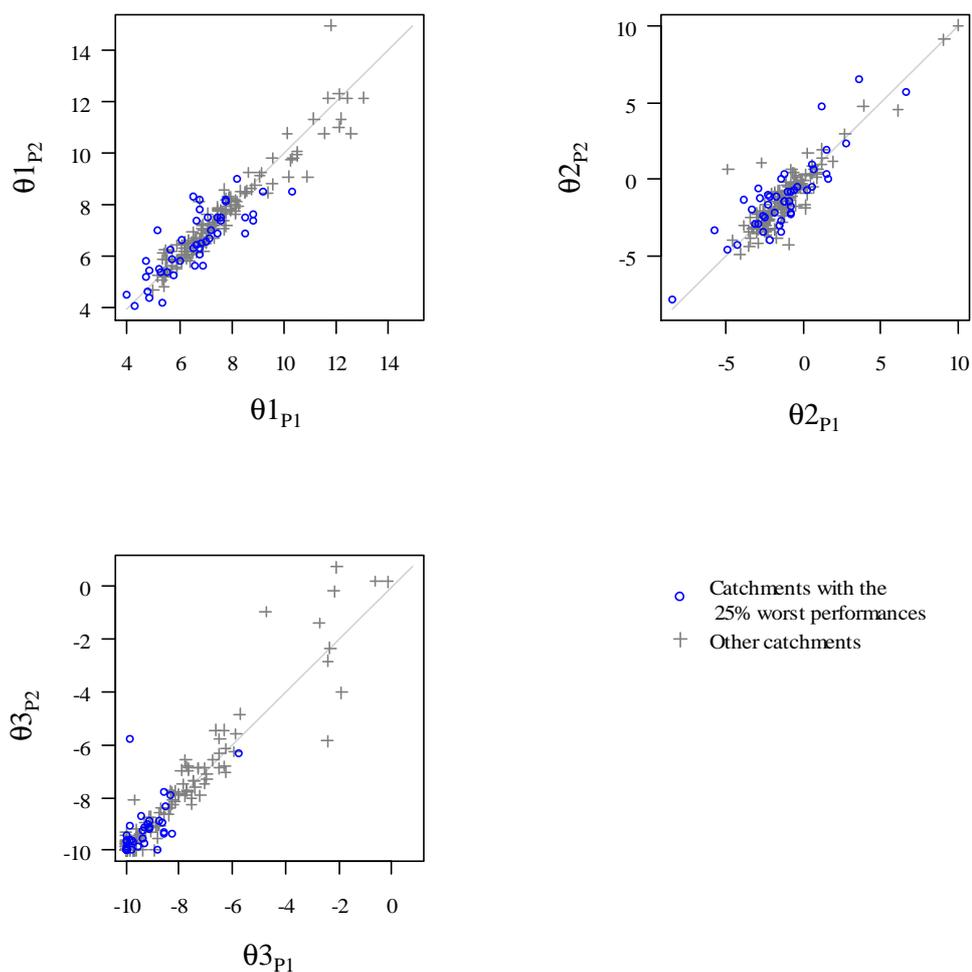 14
12
10
8
6
4
4 6 8 10 12 14
θ1P2
θ1P1
10
5
0
-5
-5 0 5 10
θ2P2
θ2P1
0
-2
-4
-6
-8
-10
-10 -8 -6 -4 -2 0
θ3P2
θ3P1
Catchments with the
25% worst performances
Other catchments